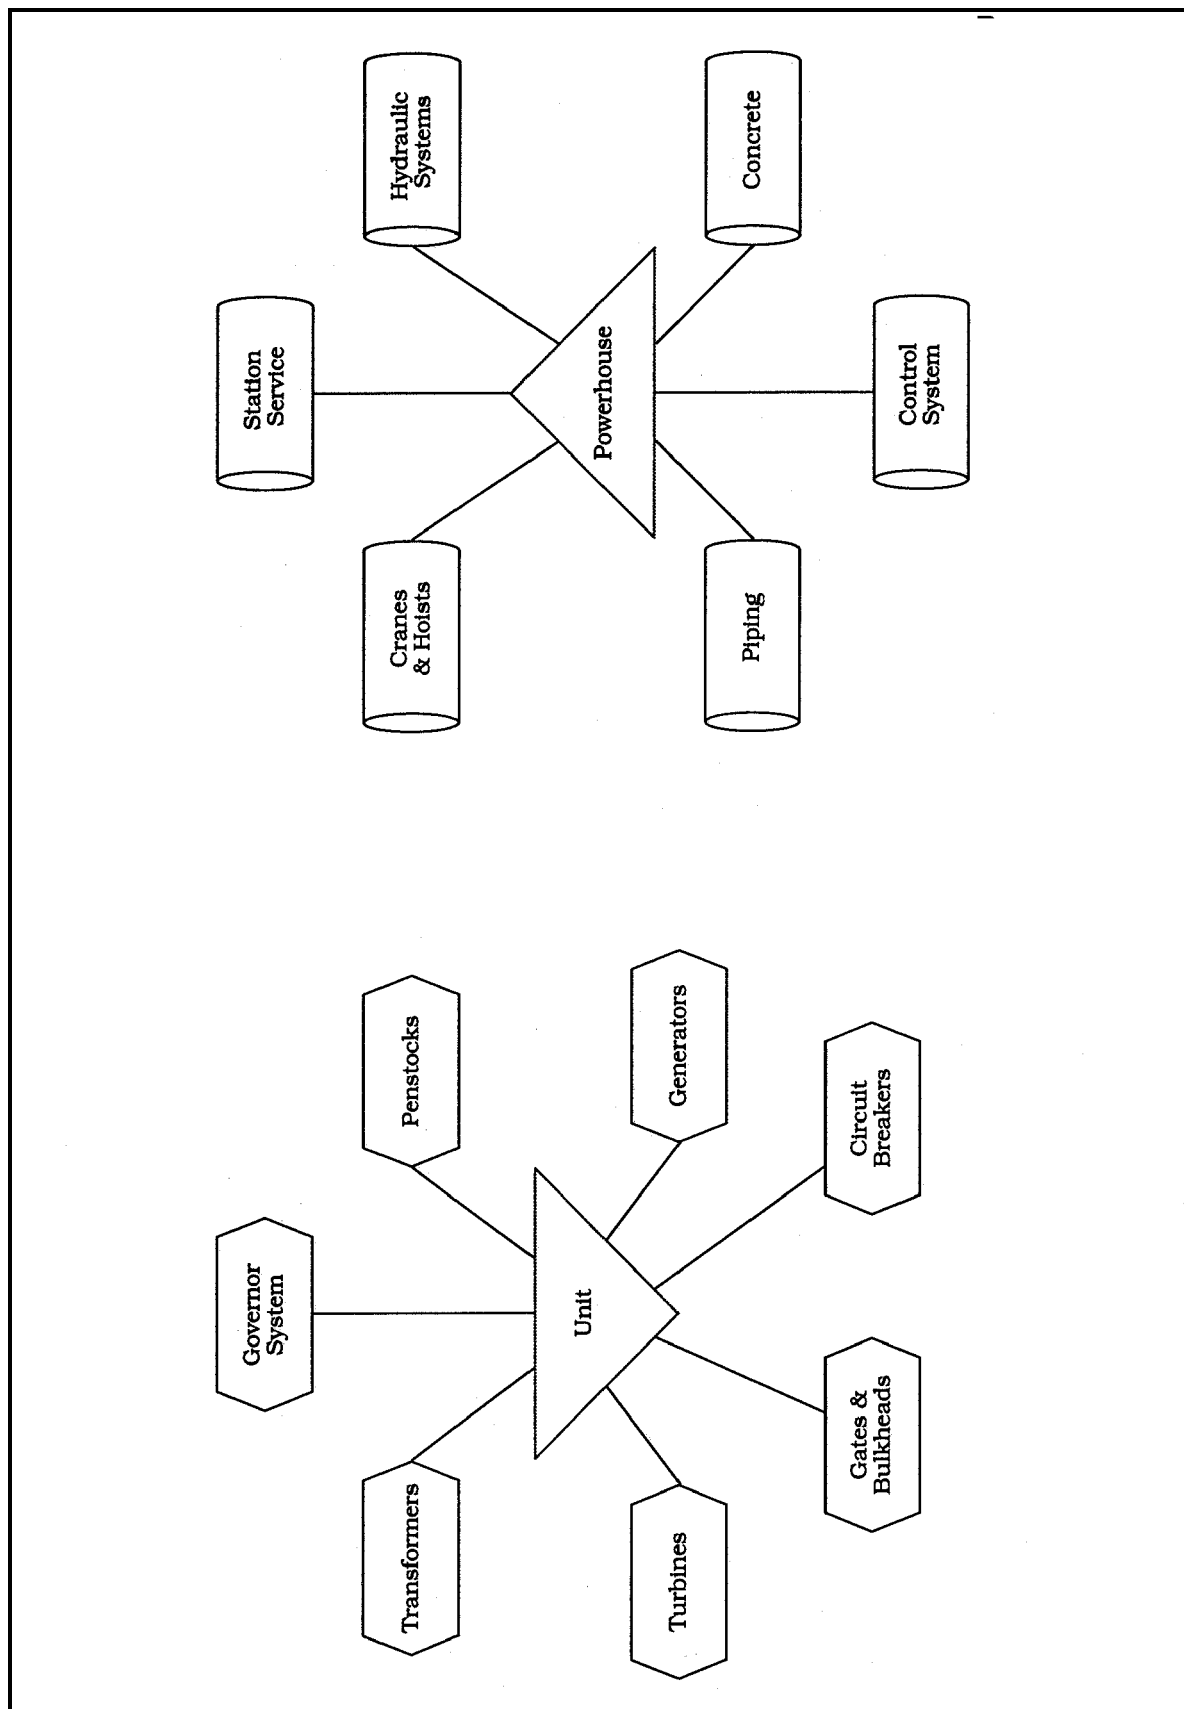 Governor
System
Transformers
Penstocks
Unit
Turbines
Generators
Gates &
Bulkheads
Circuit
Breakers
Station
Service
Cranes
& Hoists
Hydraulic
Systems
Powerhouse
Piping
Concrete
Control
System